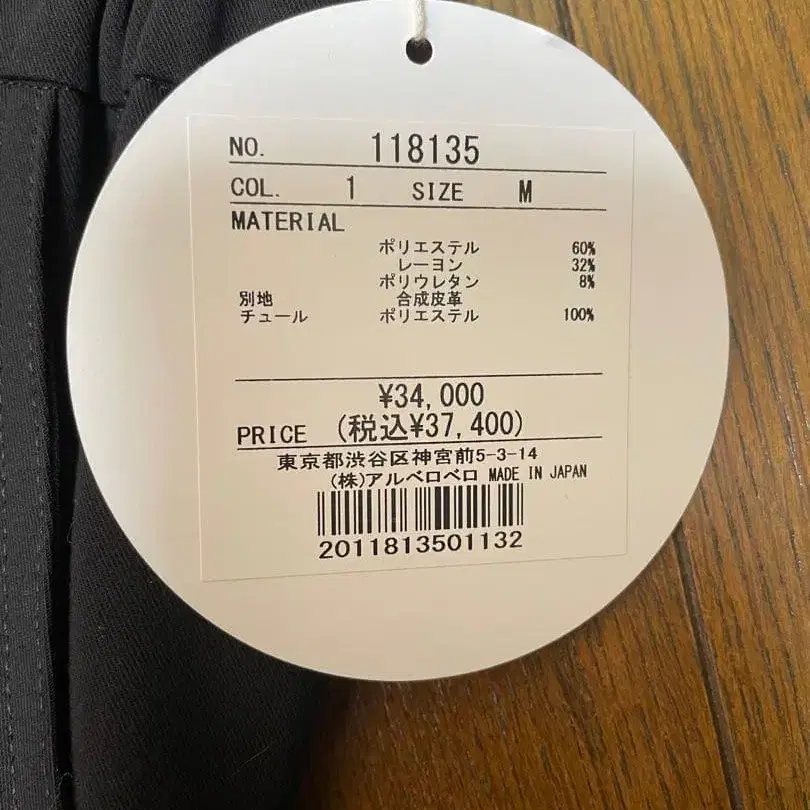 NO. 118135
COL. 1 SIZE M
MATERIAL
ポリエステル 60%
レーヨン 32%
ポリウレタン 8%
別地 合成皮革
チュール ポリエステル 100%
¥34,000
PRICE (税込¥37,400)
東京都渋谷区神宮前5-3-14
(株)アルベロベロ MADE IN JAPAN
2011813501132